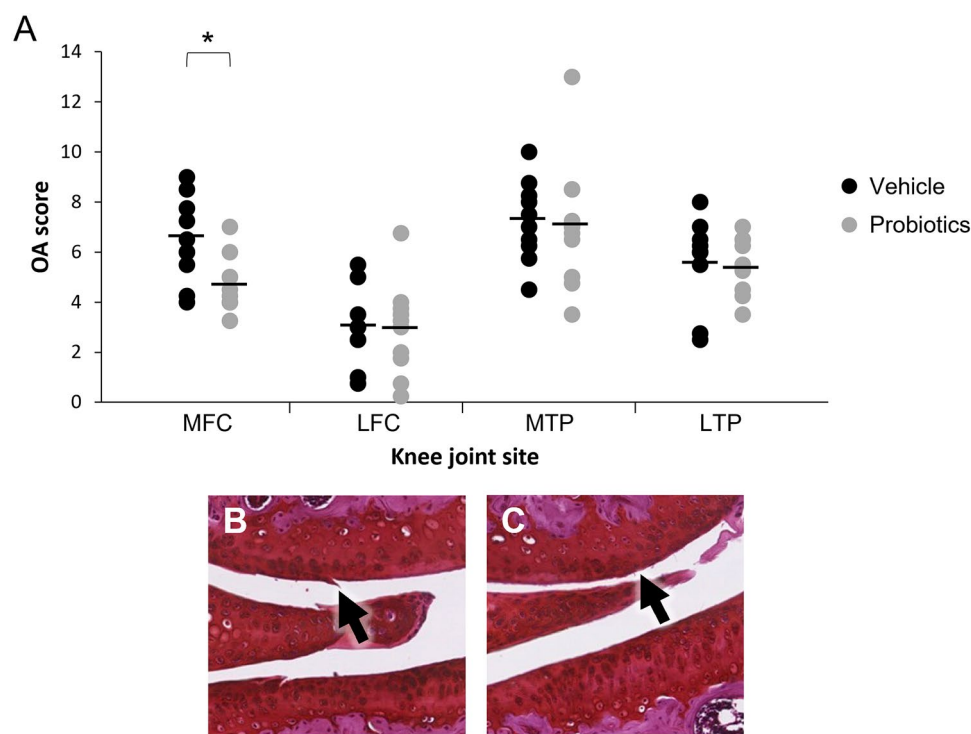 A
*
14
12
10
8
6
4
2
0
OA score
Vehicle
Probiotics
MFC LFC MTP LTP
Knee joint site
B C